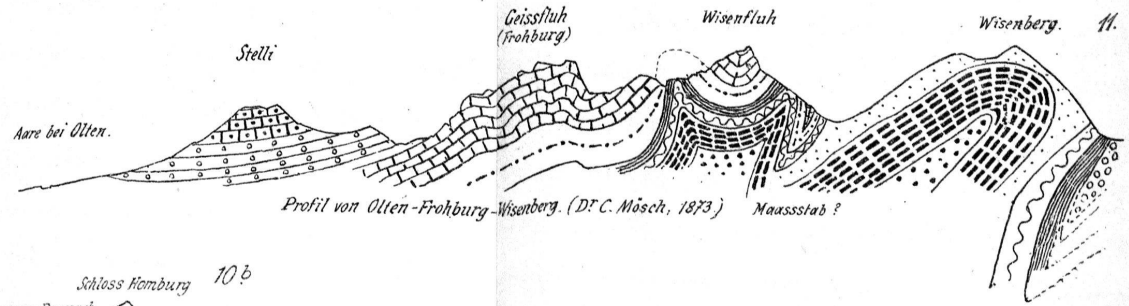 Geissfluh
(Frohburg)
Wisenfluh
Wisenberg.
11.
Stelli
Aare bei Olten.
Profil von Olten-Frohburg-Wisenberg. (Dr C. Mösch, 1873.)
Maassstab ?
Schloss Homburg
10 b